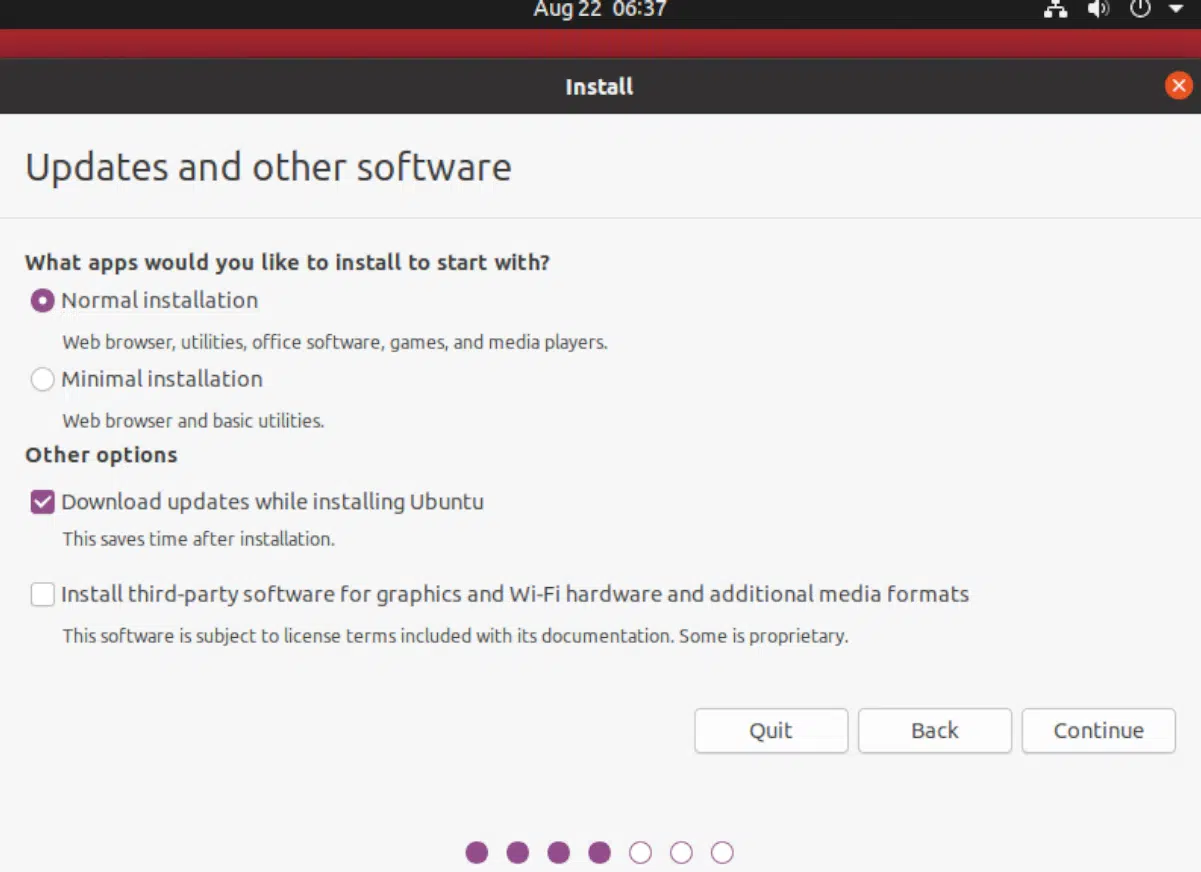 Aug 22 06:37
Install
Updates and other software
What apps would you like to install to start with?
Normal installation
Web browser, utilities, office software, games, and media players.
Minimal installation
Web browser and basic utilities.
Other options
Download updates while installing Ubuntu
This saves time after installation.
Install third-party software for graphics and Wi-Fi hardware and additional media formats
This software is subject to license terms included with its documentation. Some is proprietary.
Quit Back Continue